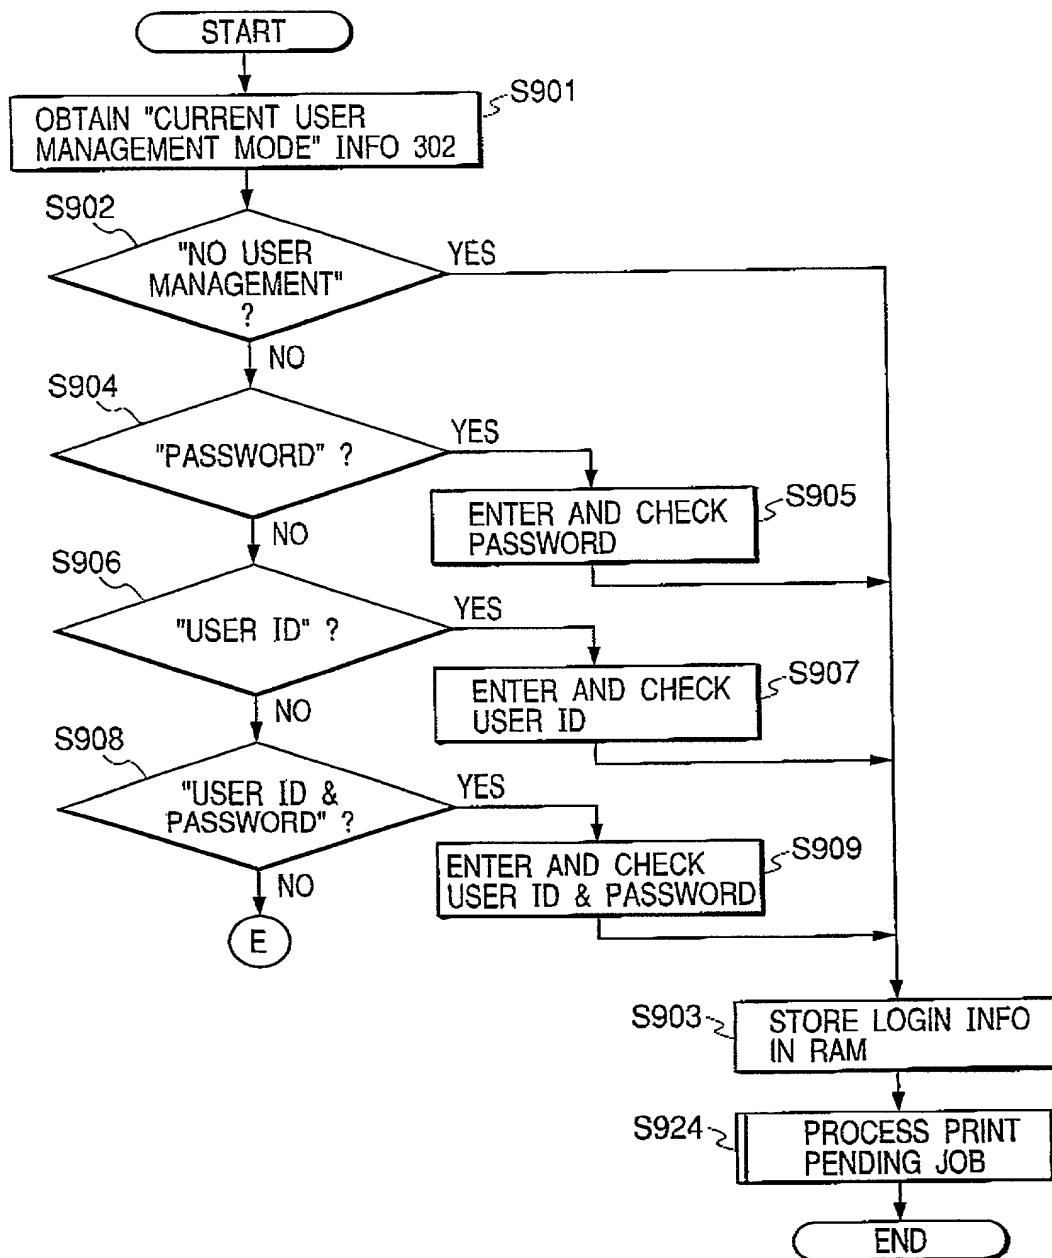 START
S901
OBTAIN "CURRENT USER
MANAGEMENT MODE" INFO 302
S902
"NO USER
MANAGEMENT"
?
YES
NO
S904
"PASSWORD" ?
YES
NO
S905
ENTER AND CHECK
PASSWORD
S906
"USER ID" ?
YES
NO
S907
ENTER AND CHECK
USER ID
S908
"USER ID &
PASSWORD" ?
YES
NO
S909
ENTER AND CHECK
USER ID & PASSWORD
E
S903
STORE LOGIN INFO
IN RAM
S924
PROCESS PRINT
PENDING JOB
END